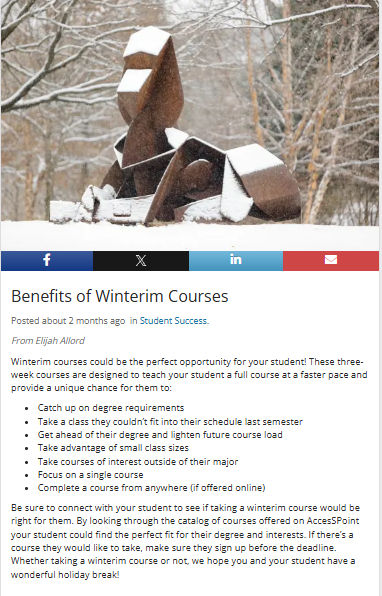 Benefits of Winterim Courses
Posted about 2 months ago in Student Success.
From Elijah Allord
Winterim courses could be the perfect opportunity for your student! These three-
week courses are designed to teach your student a full course at a faster pace and
provide a unique chance for them to:
• Catch up on degree requirements
• Take a class they couldn't fit into their schedule last semester
• Get ahead of their degree and lighten future course load
• Take advantage of small class sizes
• Take courses of interest outside of their major
• Focus on a single course
• Complete a course from anywhere (if offered online)
Be sure to connect with your student to see if taking a winterim course would be
right for them. By looking through the catalog of courses offered on AccesSPoint
your student could find the perfect fit for their degree and interests. If there's a
course they would like to take, make sure they sign up before the deadline.
Whether taking a winterim course or not, we hope you and your student have a
wonderful holiday break!